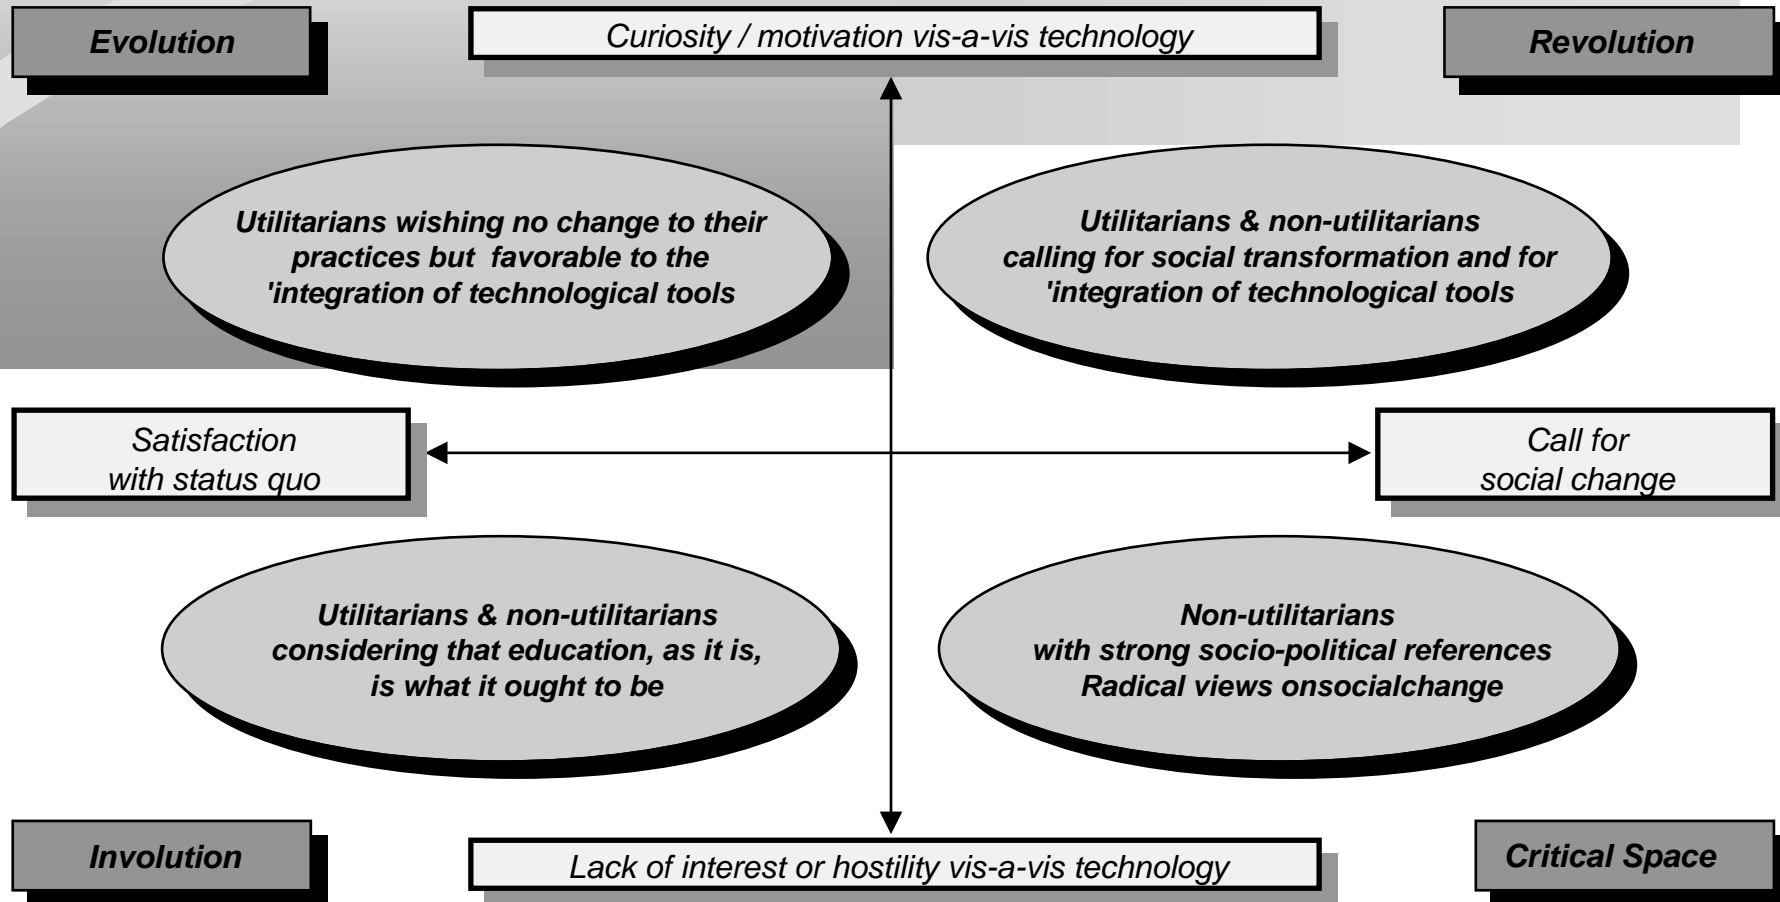 Evolution
Curiosity / motivation vis-a-vis technology
Revolution
Utilitarians wishing no change to their
practices but favorable to the
'integration of technological tools
Utilitarians & non-utilitarians
calling for social transformation and for
'integration of technological tools
Satisfaction
with status quo
Call for
social change
Utilitarians & non-utilitarians
considering that education, as it is,
is what it ought to be
Non-utilitarians
with strong socio-political references
Radical views onsocialchange
Involution
Lack of interest or hostility vis-a-vis technology
Critical Space